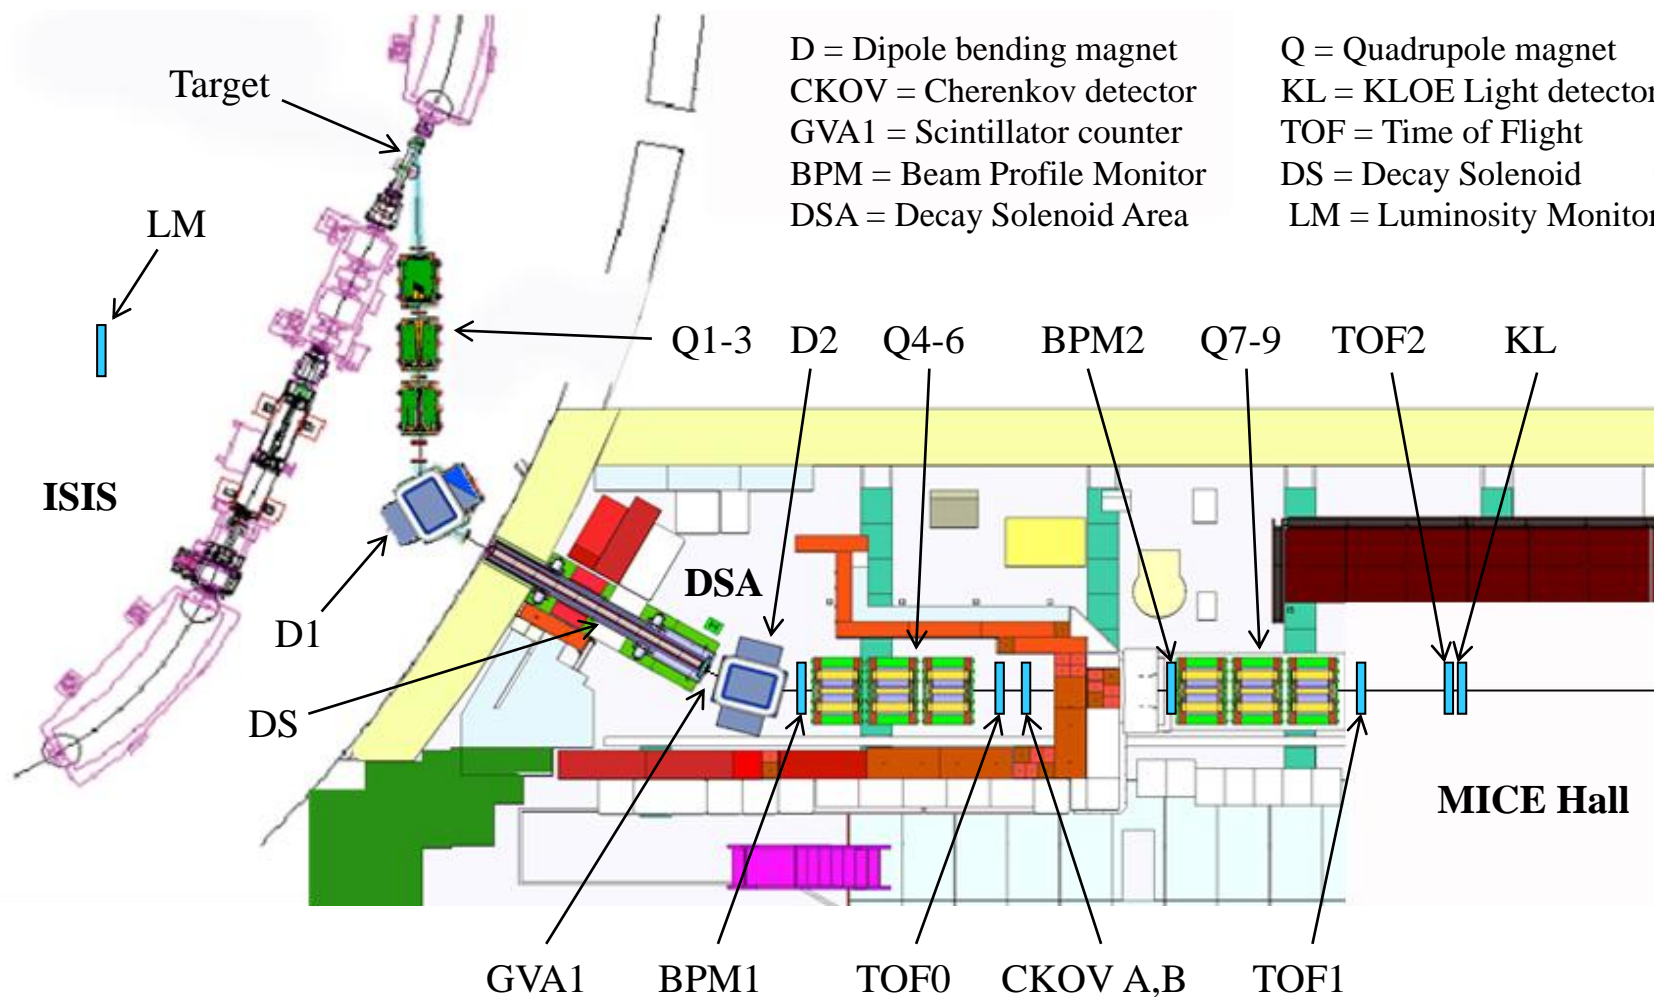 D = Dipole bending magnet
Q = Quadrupole magnet
CKOV = Cherenkov detector
KL = KLOE Light detector
GVA1 = Scintillator counter
TOF = Time of Flight
BPM = Beam Profile Monitor
DS = Decay Solenoid
DSA = Decay Solenoid Area
LM = Luminosity Monitor
Target
LM
Q1-3
D2
Q4-6
BPM2
Q7-9
TOF2
KL
ISIS
DSA
D1
DS
MICE Hall
GVA1
BPM1
TOF0
CKOV A,B
TOF1